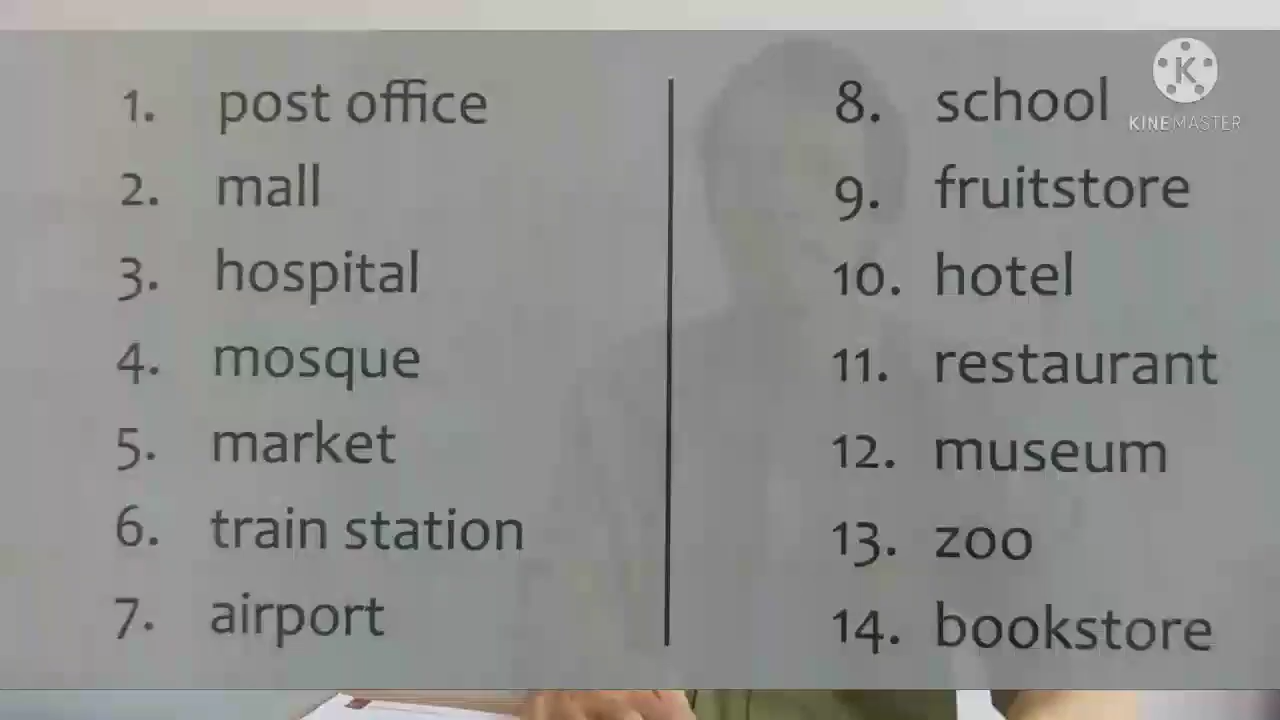 1. post office
2. mall
3. hospital
4. mosque
5. market
6. train station
7. airport
8. school
9. fruitstore
10. hotel
11. restaurant
12. museum
13. zoo
14. bookstore
K
KINEMASTER